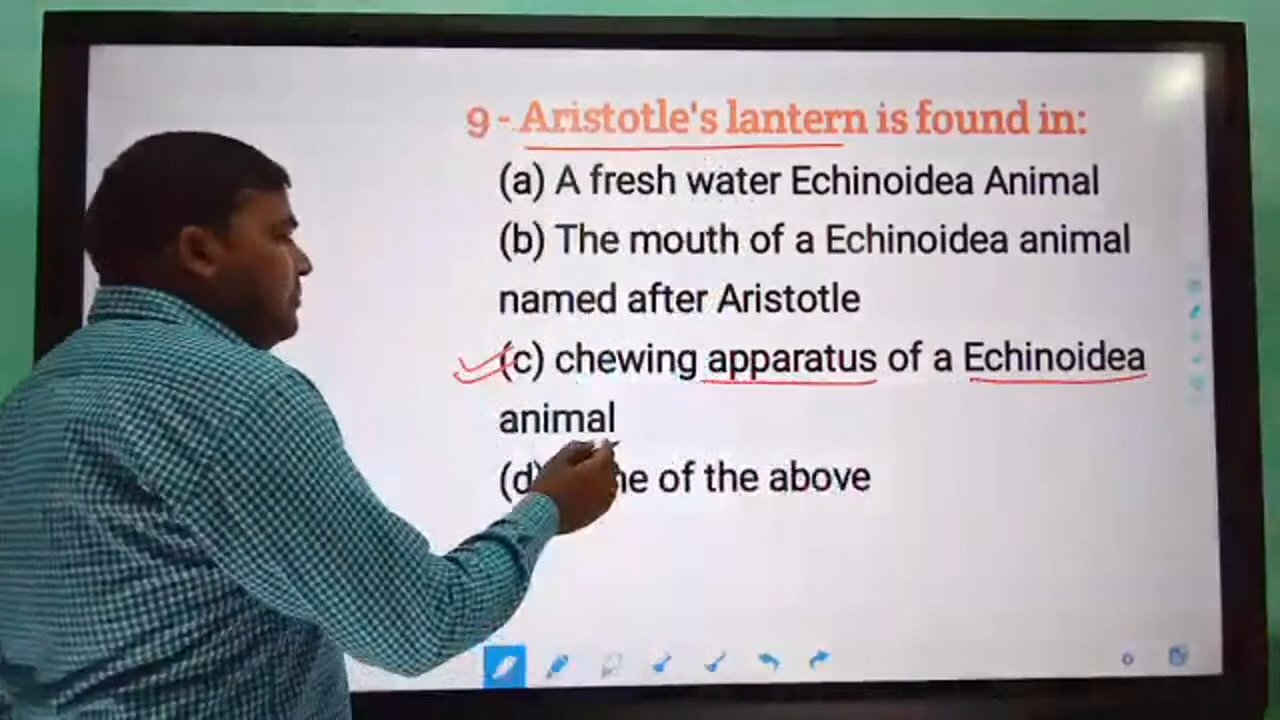 9 - Aristotle's lantern is found in:
(a) A fresh water Echinoidea Animal
(b) The mouth of a Echinoidea animal
named after Aristotle
(c) chewing apparatus of a Echinoidea
animal
(d) of the above